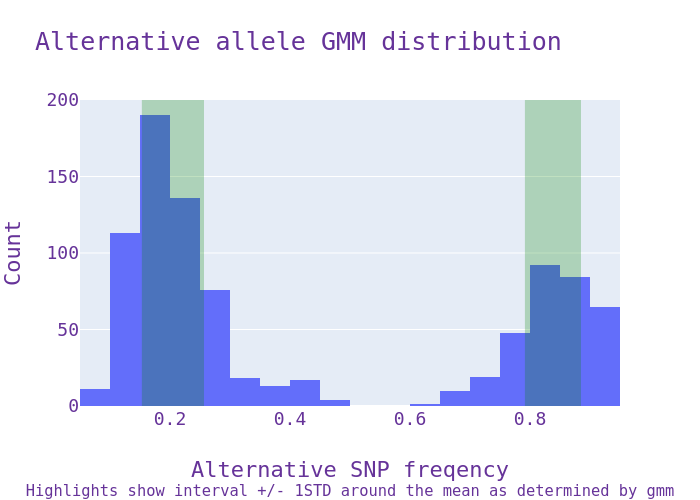 Alternative allele GMM distribution
200
150
100
50
0
Count
0.2 0.4 0.6 0.8
Alternative SNP freqency
Highlights show interval +/- 1STD around the mean as determined by gmm